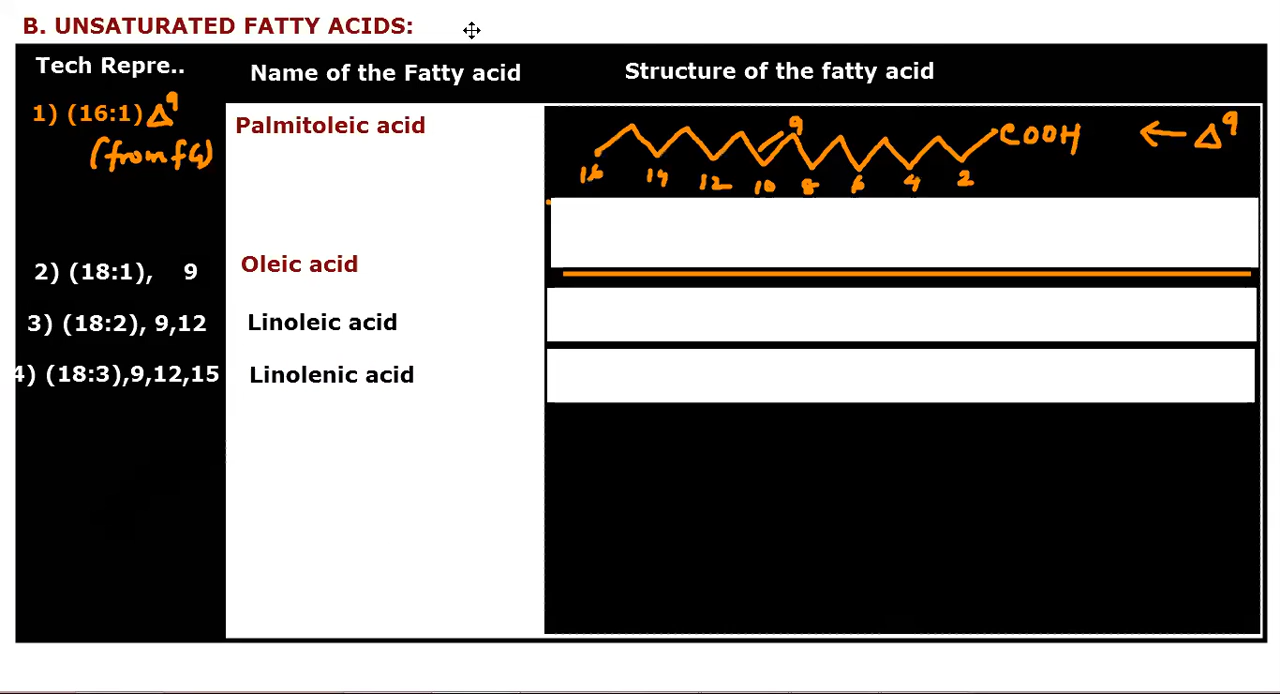 B. UNSATURATED FATTY ACIDS:
Tech Repre.. Name of the Fatty acid Structure of the fatty acid
1) (16:1) Δ9 Palmitoleic acid 9 COOH ← Δ9
16 14 12 10 8 6 4 2
2) (18:1), 9 Oleic acid
3) (18:2), 9,12 Linoleic acid
4) (18:3),9,12,15 Linolenic acid